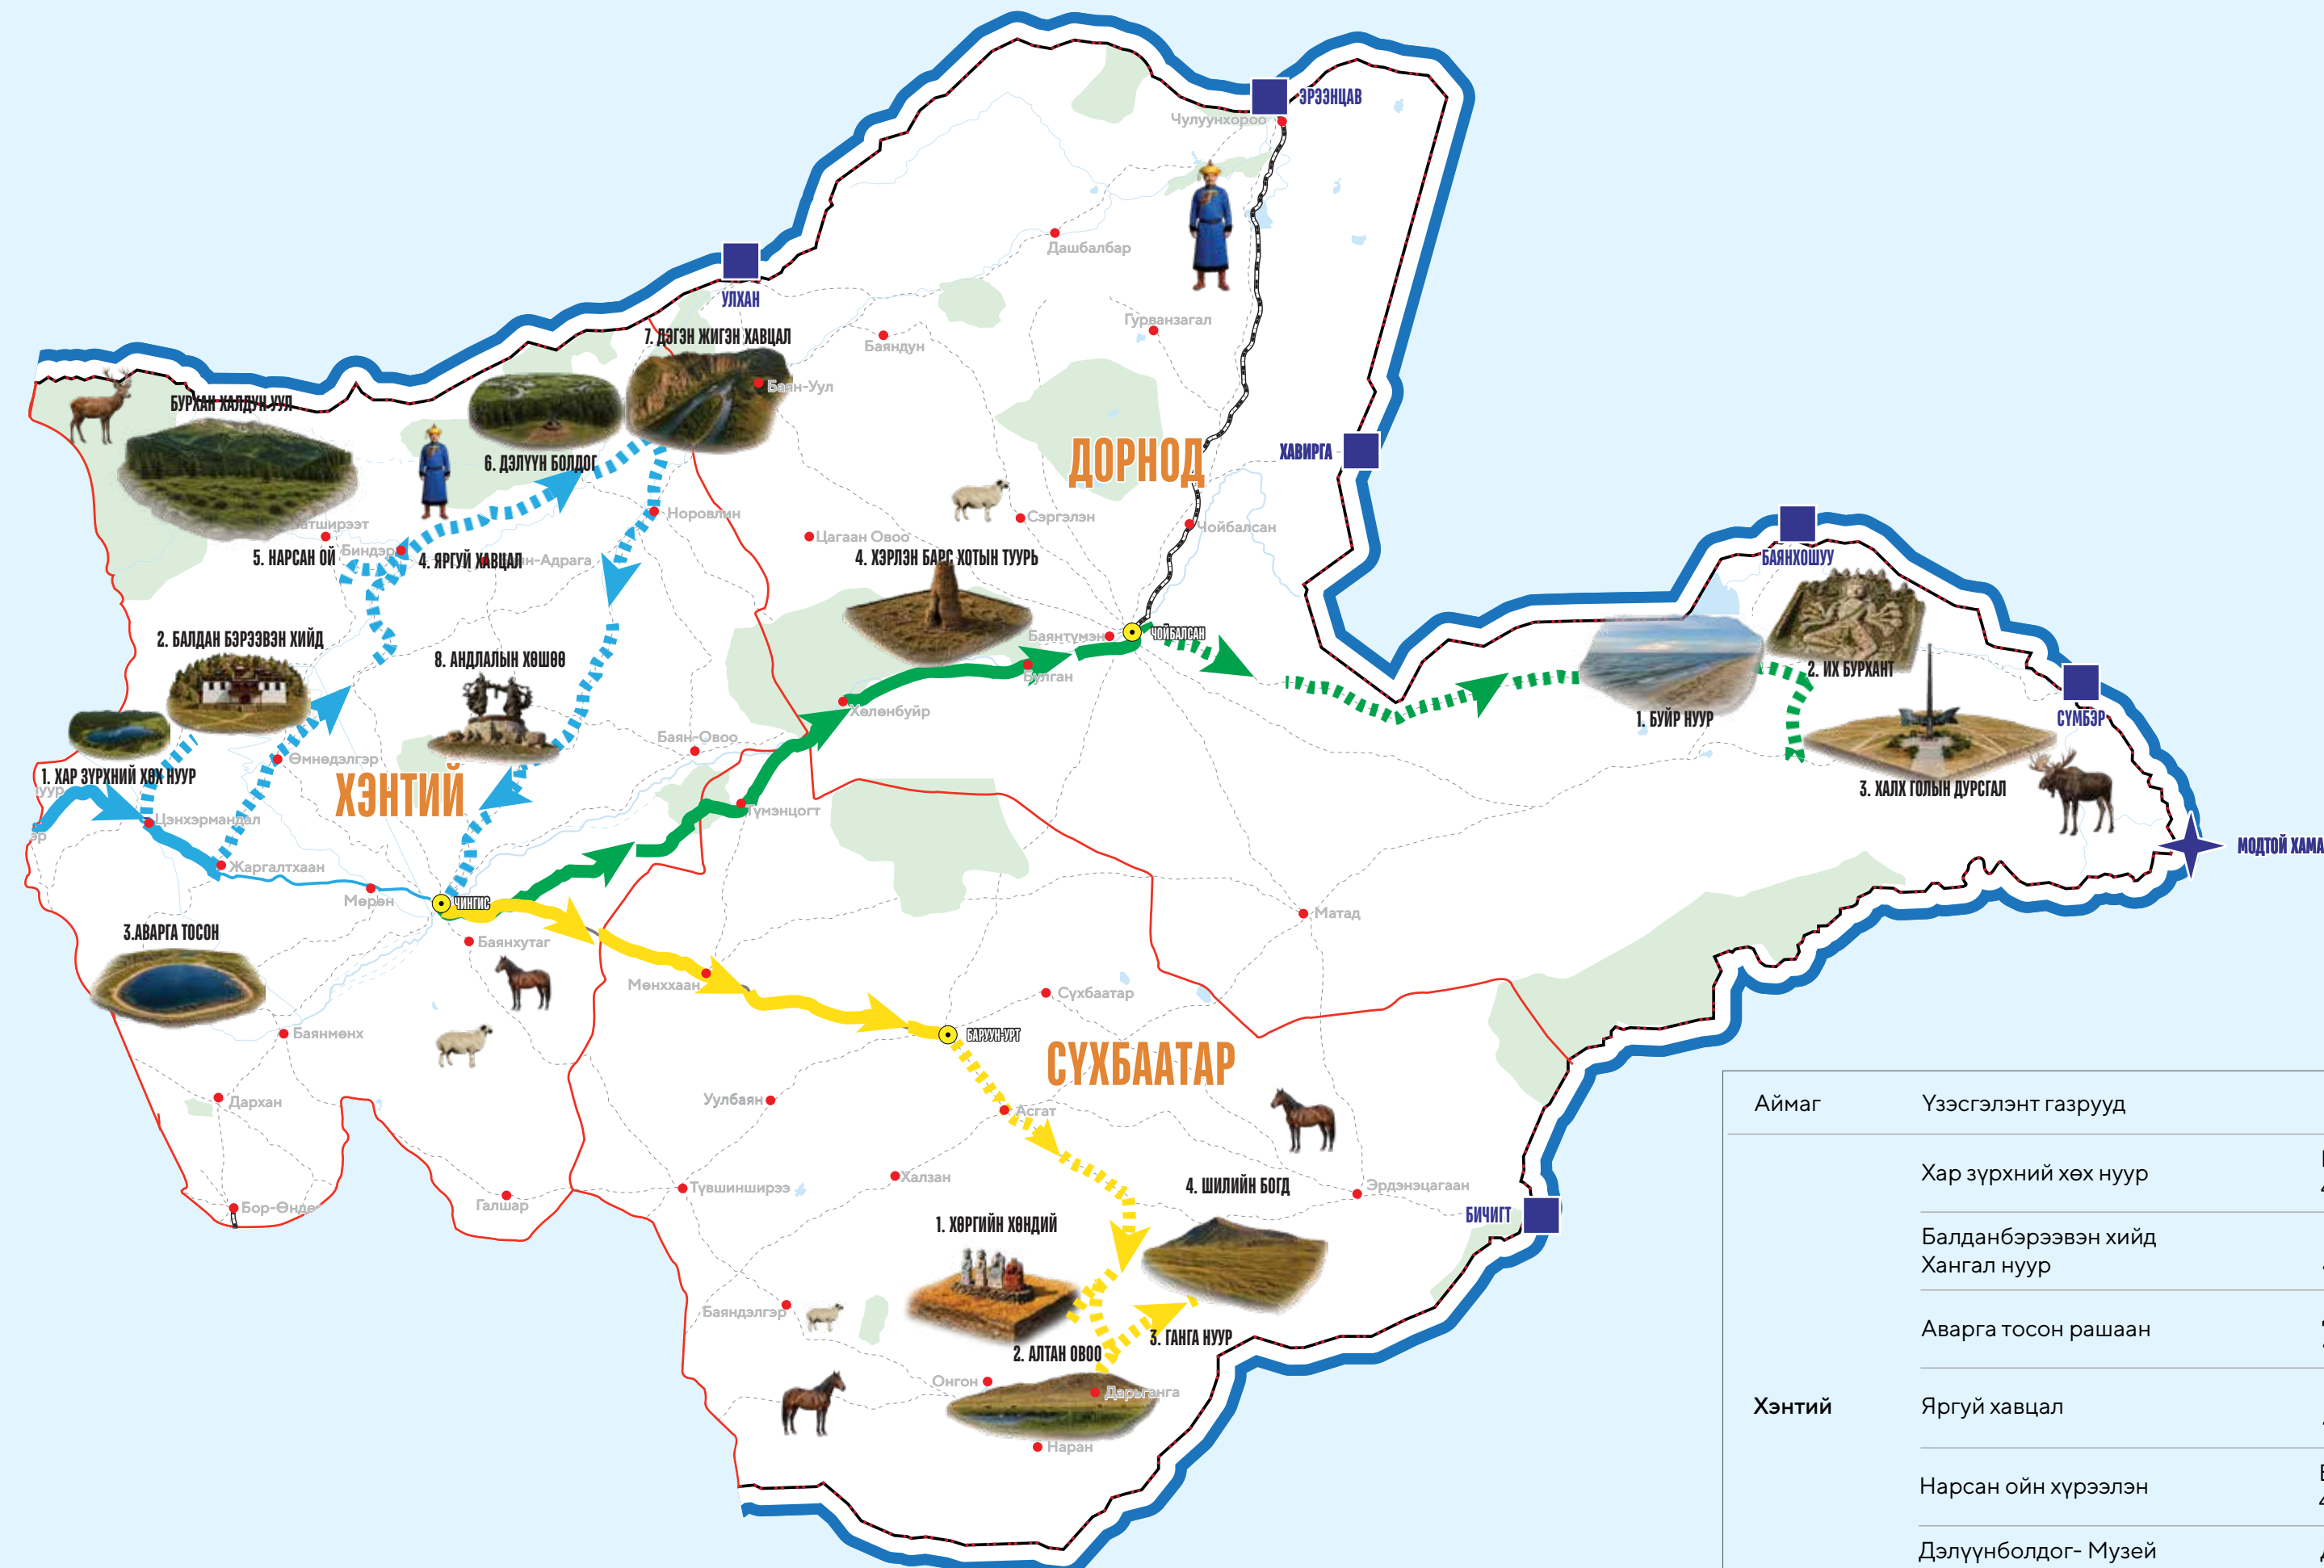 ЭРЭЭНЦАВ
Чулуунхороо
Дашбалбар
УЛХАН
Гурванзагал
Баяндун
7. ДЭГЭН ЖИГЭН ХАВЦАЛ
Баян-Уул
БУРХАН ХАЛДУН УУЛ
6. ДЭЛҮҮН БОЛДОГ
ДОРНОД
ХАВИРГА
Норовлин
Сэргэлэн
Чойбалсан
Цагаан Овоо
Биндэр
5. НАРСАН ОЙ
4. ЯРГУЙ ХАВЦАЛ
4. ХЭРЛЭН БАРС ХОТЫН ТУУРЬ
БАЯНХОШУУ
2. БАЛДАН БЭРЭЭВЭН ХИЙД
8. АНДЛАЛЫН ХӨШӨӨ
Баянтүмэн
ЧОЙБАЛСАН
Булган
2. ИХ БУРХАНТ
1. БУЙР НУУР
СҮМБЭР
Хөлөнбуйр
Баян-Овоо
Өмнөдэлгэр
1. ХАР ЗҮРХНИЙ ХӨХ НУУР
ХЭНТИЙ
3. ХАЛХ ГОЛЫН ДУРСГАЛ
Түмэнцогт
Цэнхэрмандал
МОДТОЙ ХАМА
Жаргалтхаан
Мөрөн
ЧИНГИС
Матад
3.АВАРГА ТОСОН
Баянхутаг
Мөнххаан
Сүхбаатар
Баянмөнх
БАРУУН-УРТ
СҮХБААТАР
Дархан
Уулбаян
Асгат
Халзан
Түвшинширээ
4. ШИЛИЙН БОГД
Эрдэнэцагаан
Галшар
Бор-Өндө
БИЧИГТ
1. ХӨРГИЙН ХӨНДИЙ
Баяндэлгэр
3. ГАНГА НУУР
2. АЛТАН ОВОО
Онгон
Дарьганга
Наран
Аймаг
Үзэсгэлэнт газрууд
Хар зүрхний хөх нуур
Балданбэрээвэн хийд
Хангал нуур
Аварга тосон рашаан
Хэнтий
Яргуй хавцал
Нарсан ойн хүрээлэн
Дэлүүнболдог- Музей